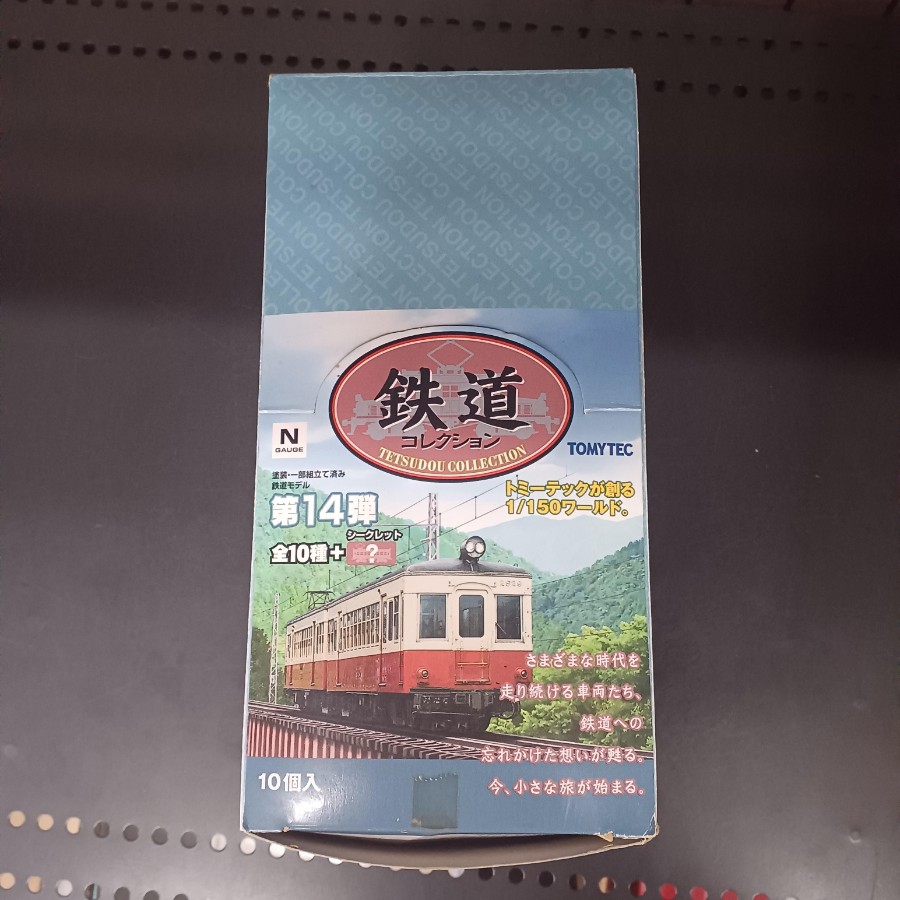 TETSUDOU COLLECTION
鉄道
コレクション
TETSUDOU COLLECTION
N
GAUGE
TOMYTEC
塗装・一部組立て済み
鉄道モデル
第14弾
シークレット
全10種+
?
トミーテックが創る
1/150ワールド。
さまざまな時代を
走り続ける車両たち、
鉄道への
忘れかけた想いが甦る。
今、小さな旅が始まる。
10個入